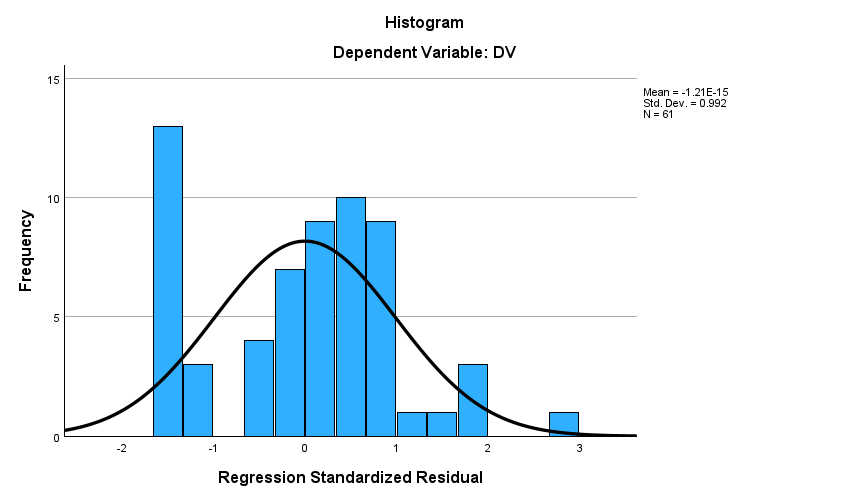 Histogram
Dependent Variable: DV
Mean = -1.21E-15
Std. Dev. = 0.992
N = 61
Frequency
15
10
5
0
-2 -1 0 1 2 3
Regression Standardized Residual